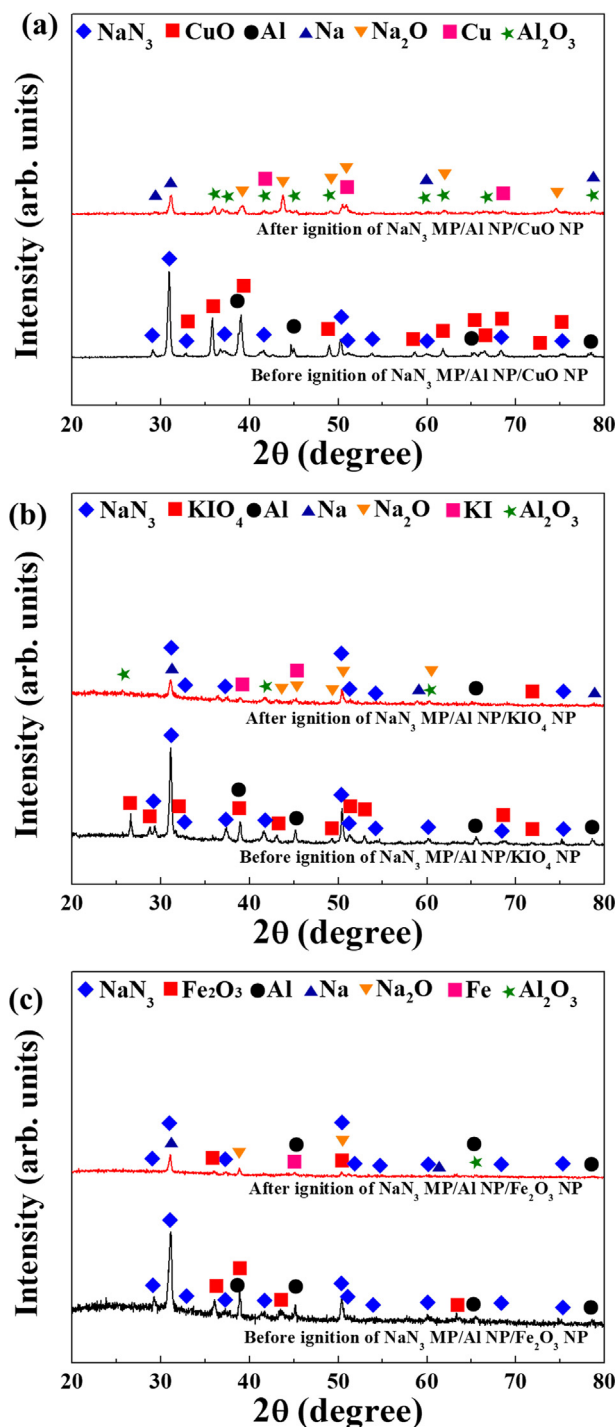 (a)
NaN₃ CuO Al Na Na₂O Cu Al₂O₃
Intensity (arb. units)
After ignition of NaN₃ MP/Al NP/CuO NP
Before ignition of NaN₃ MP/Al NP/CuO NP
20 30 40 50 60 70 80
2θ (degree)
(b)
NaN₃ KIO₄ Al Na Na₂O KI Al₂O₃
Intensity (arb. units)
After ignition of NaN₃ MP/Al NP/KIO₄ NP
Before ignition of NaN₃ MP/Al NP/KIO₄ NP
20 30 40 50 60 70 80
2θ (degree)
(c)
NaN₃ Fe₂O₃ Al Na Na₂O Fe Al₂O₃
Intensity (arb. units)
After ignition of NaN₃ MP/Al NP/Fe₂O₃ NP
Before ignition of NaN₃ MP/Al NP/Fe₂O₃ NP
20 30 40 50 60 70 80
2θ (degree)